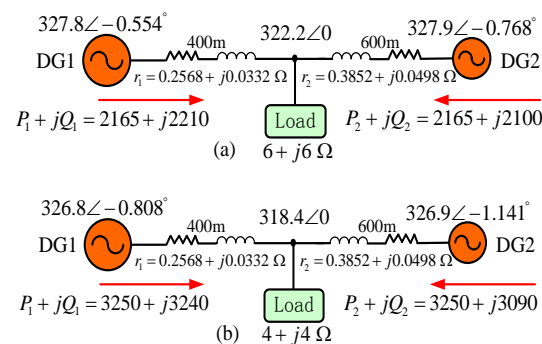 327.8∠−0.554° 322.2∠0 327.9∠−0.768°
400m 600m
DG1 DG2
r₁=0.2568+j0.0332 Ω r₂=0.3852+j0.0498 Ω
P₁+jQ₁=2165+j2210 Load P₂+jQ₂=2165+j2100
(a) 6+j6 Ω
326.8∠−0.808° 318.4∠0 326.9∠−1.141°
400m 600m
DG1 DG2
r₁=0.2568+j0.0332 Ω r₂=0.3852+j0.0498 Ω
P₁+jQ₁=3250+j3240 Load P₂+jQ₂=3250+j3090
(b) 4+j4 Ω